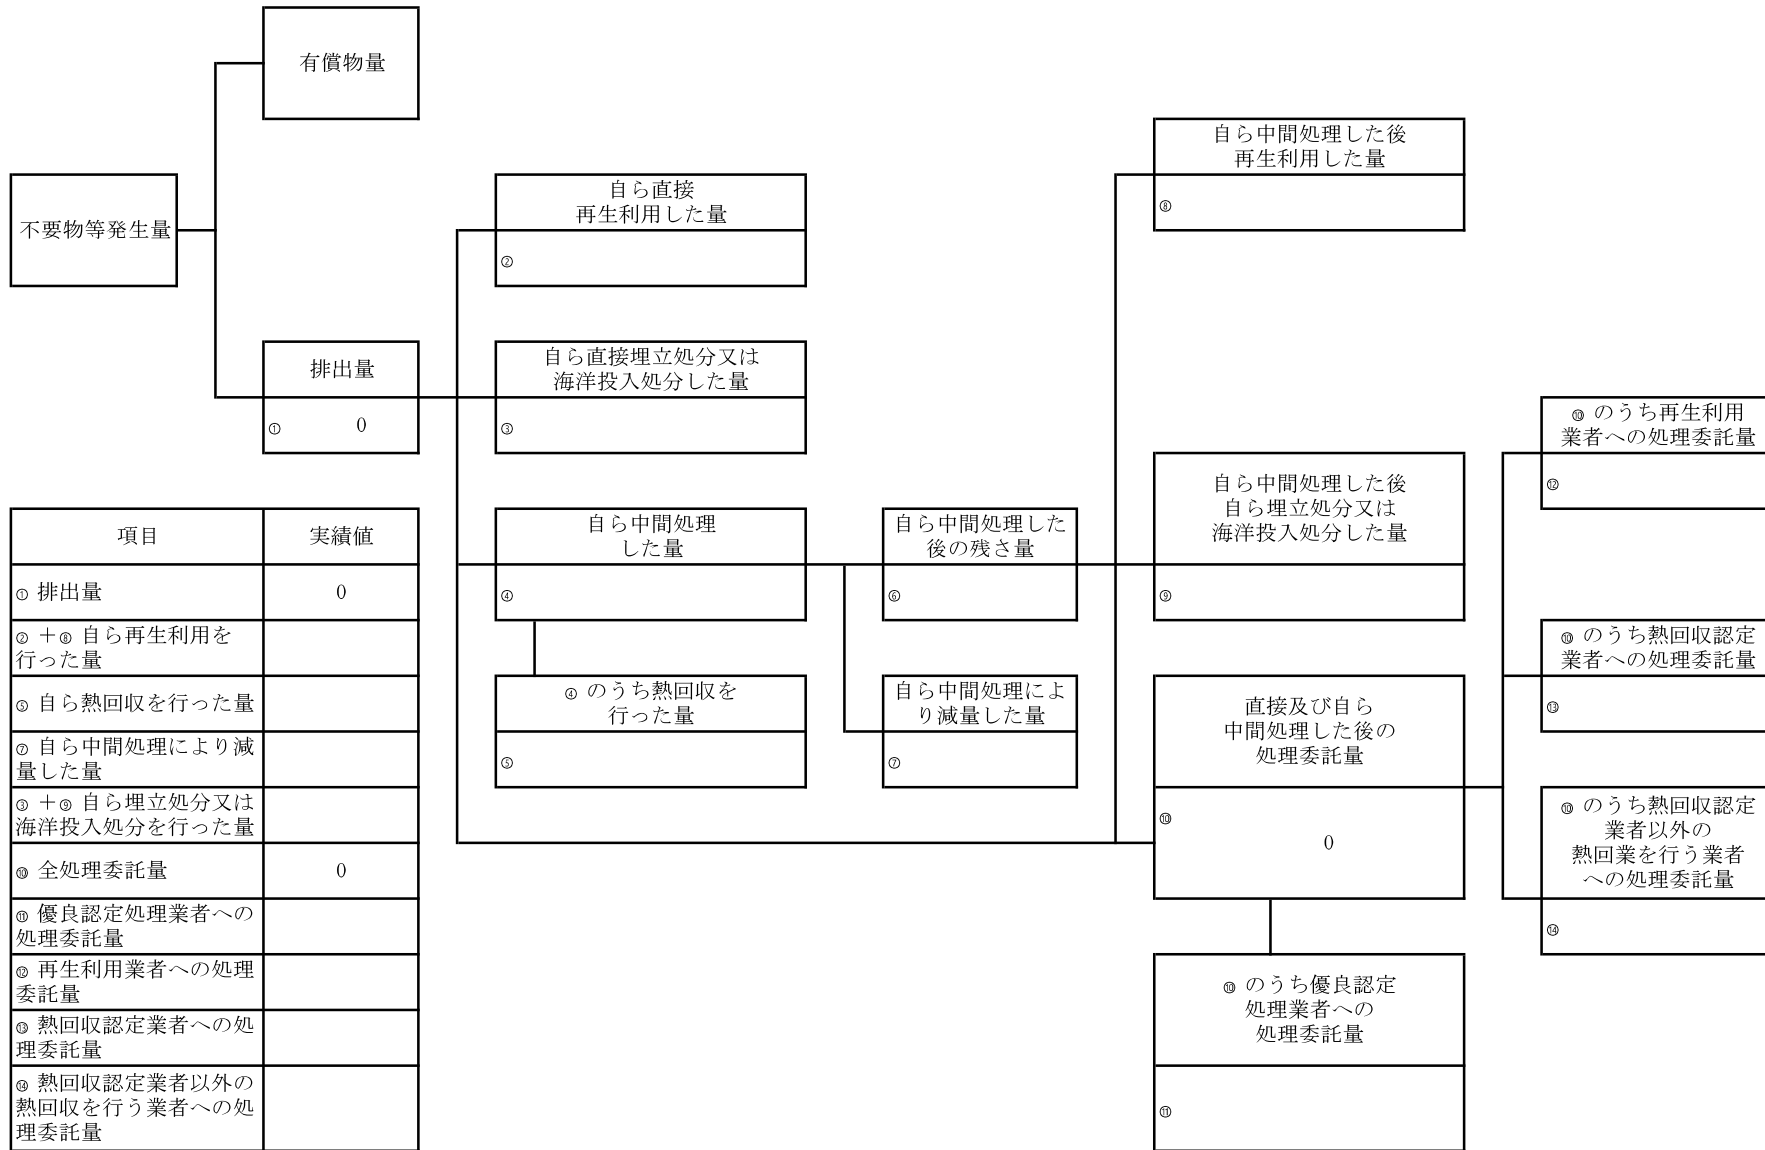 有償物量
不要物等発生量
排出量
① 0
自ら直接
再生利用した量
②
自ら直接埋立処分又は
海洋投入処分した量
③
自ら中間処理
した量
④
④ のうち熱回収を
行った量
⑤
自ら中間処理した
後の残さ量
⑥
自ら中間処理によ
り減量した量
⑦
自ら中間処理した後
再生利用した量
⑧
自ら中間処理した後
自ら埋立処分又は
海洋投入処分した量
⑨
直接及び自ら
中間処理した後の
処理委託量
⑩
0
⑩ のうち優良認定
処理業者への
処理委託量
⑪
⑩ のうち再生利用
業者への処理委託量
⑫
⑩ のうち熱回収認定
業者への処理委託量
⑬
⑩ のうち熱回収認定
業者以外の
熱回業を行う業者
への処理委託量
⑭
項目 実績値
① 排出量 0
② +⑧ 自ら再生利用を
行った量
⑤ 自ら熱回収を行った量
⑦ 自ら中間処理により減
量した量
③ +⑨ 自ら埋立処分又は
海洋投入処分を行った量
⑩ 全処理委託量 0
⑪ 優良認定処理業者への
処理委託量
⑫ 再生利用業者への処理
委託量
⑬ 熱回収認定業者への処
理委託量
⑭ 熱回収認定業者以外の
熱回収を行う業者への処
理委託量